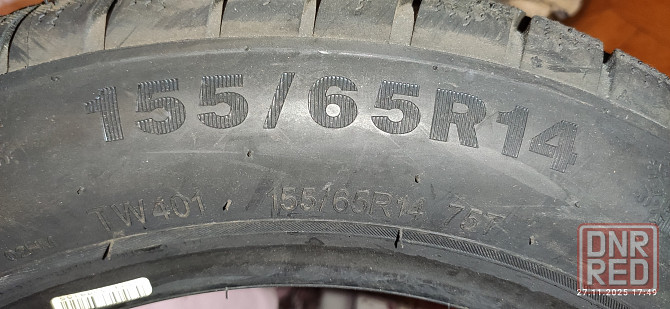 155/65R14
TW401 155/65R14 75T
DNR
RED
27.11.2025 17:49